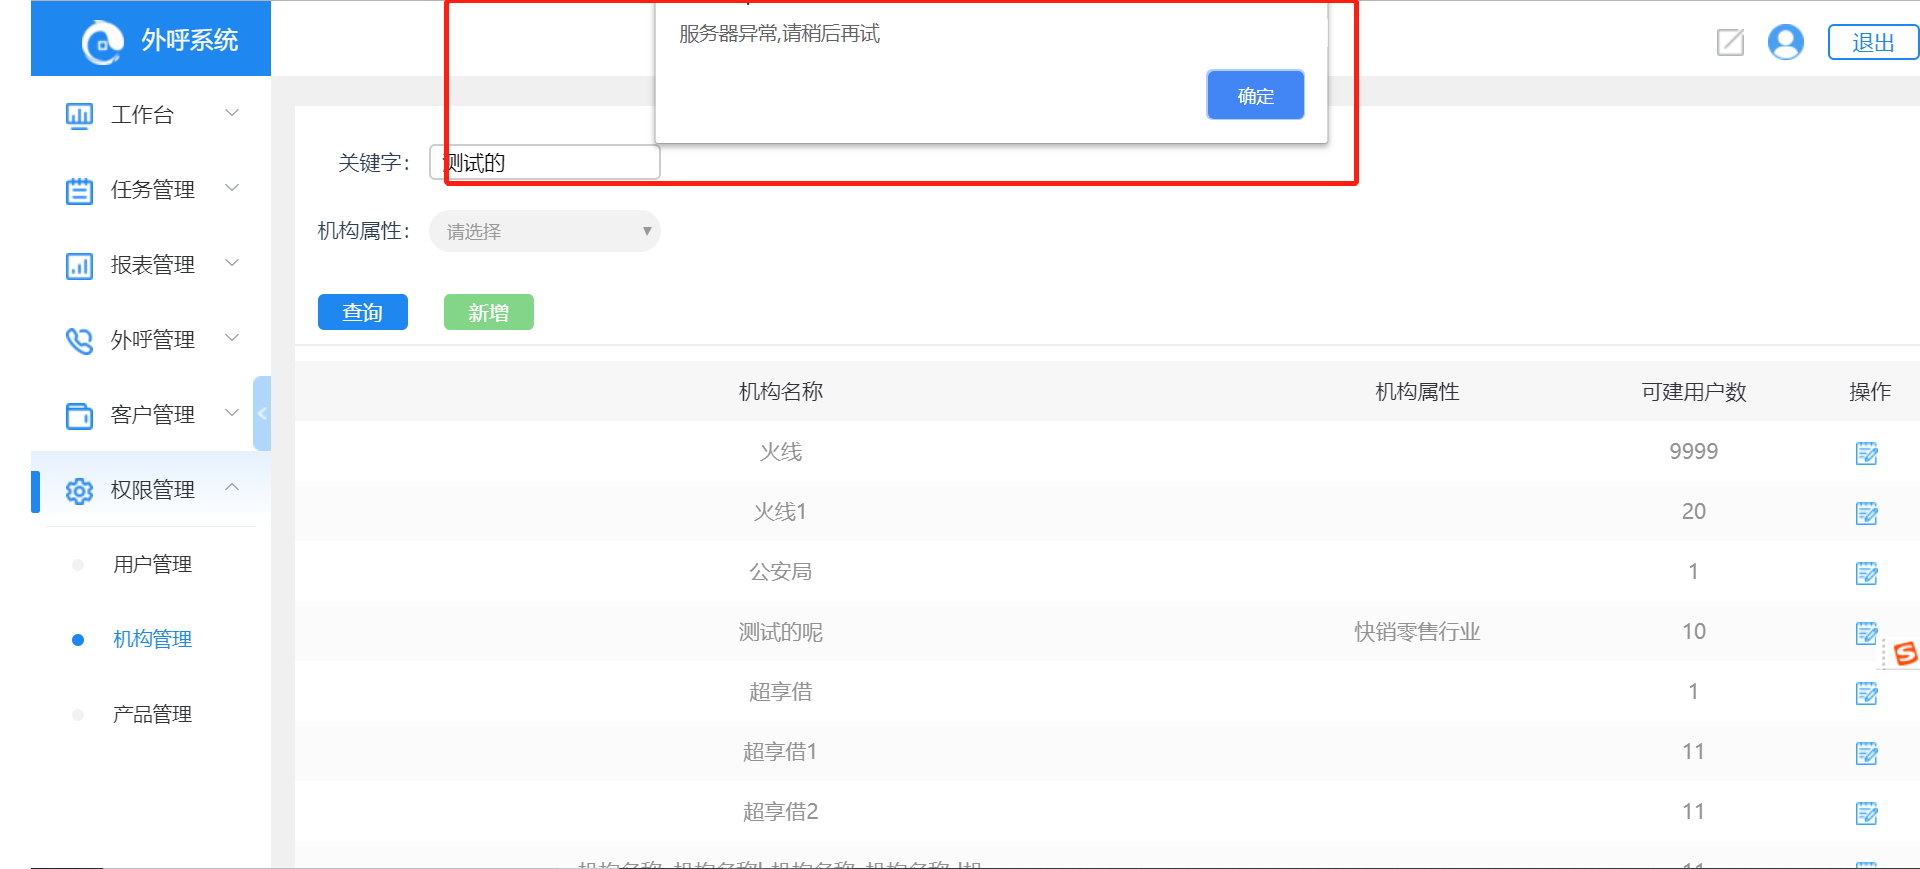 外呼系统
服务器异常,请稍后再试
确定
退出
工作台
任务管理
报表管理
外呼管理
客户管理
权限管理
用户管理
机构管理
产品管理
关键字：
测试的
机构属性：
请选择
查询
新增
机构名称 机构属性 可建用户数 操作
火线 9999
火线1 20
公安局 1
测试的呢 快销零售行业 10
超享借 1
超享借1 11
超享借2 11